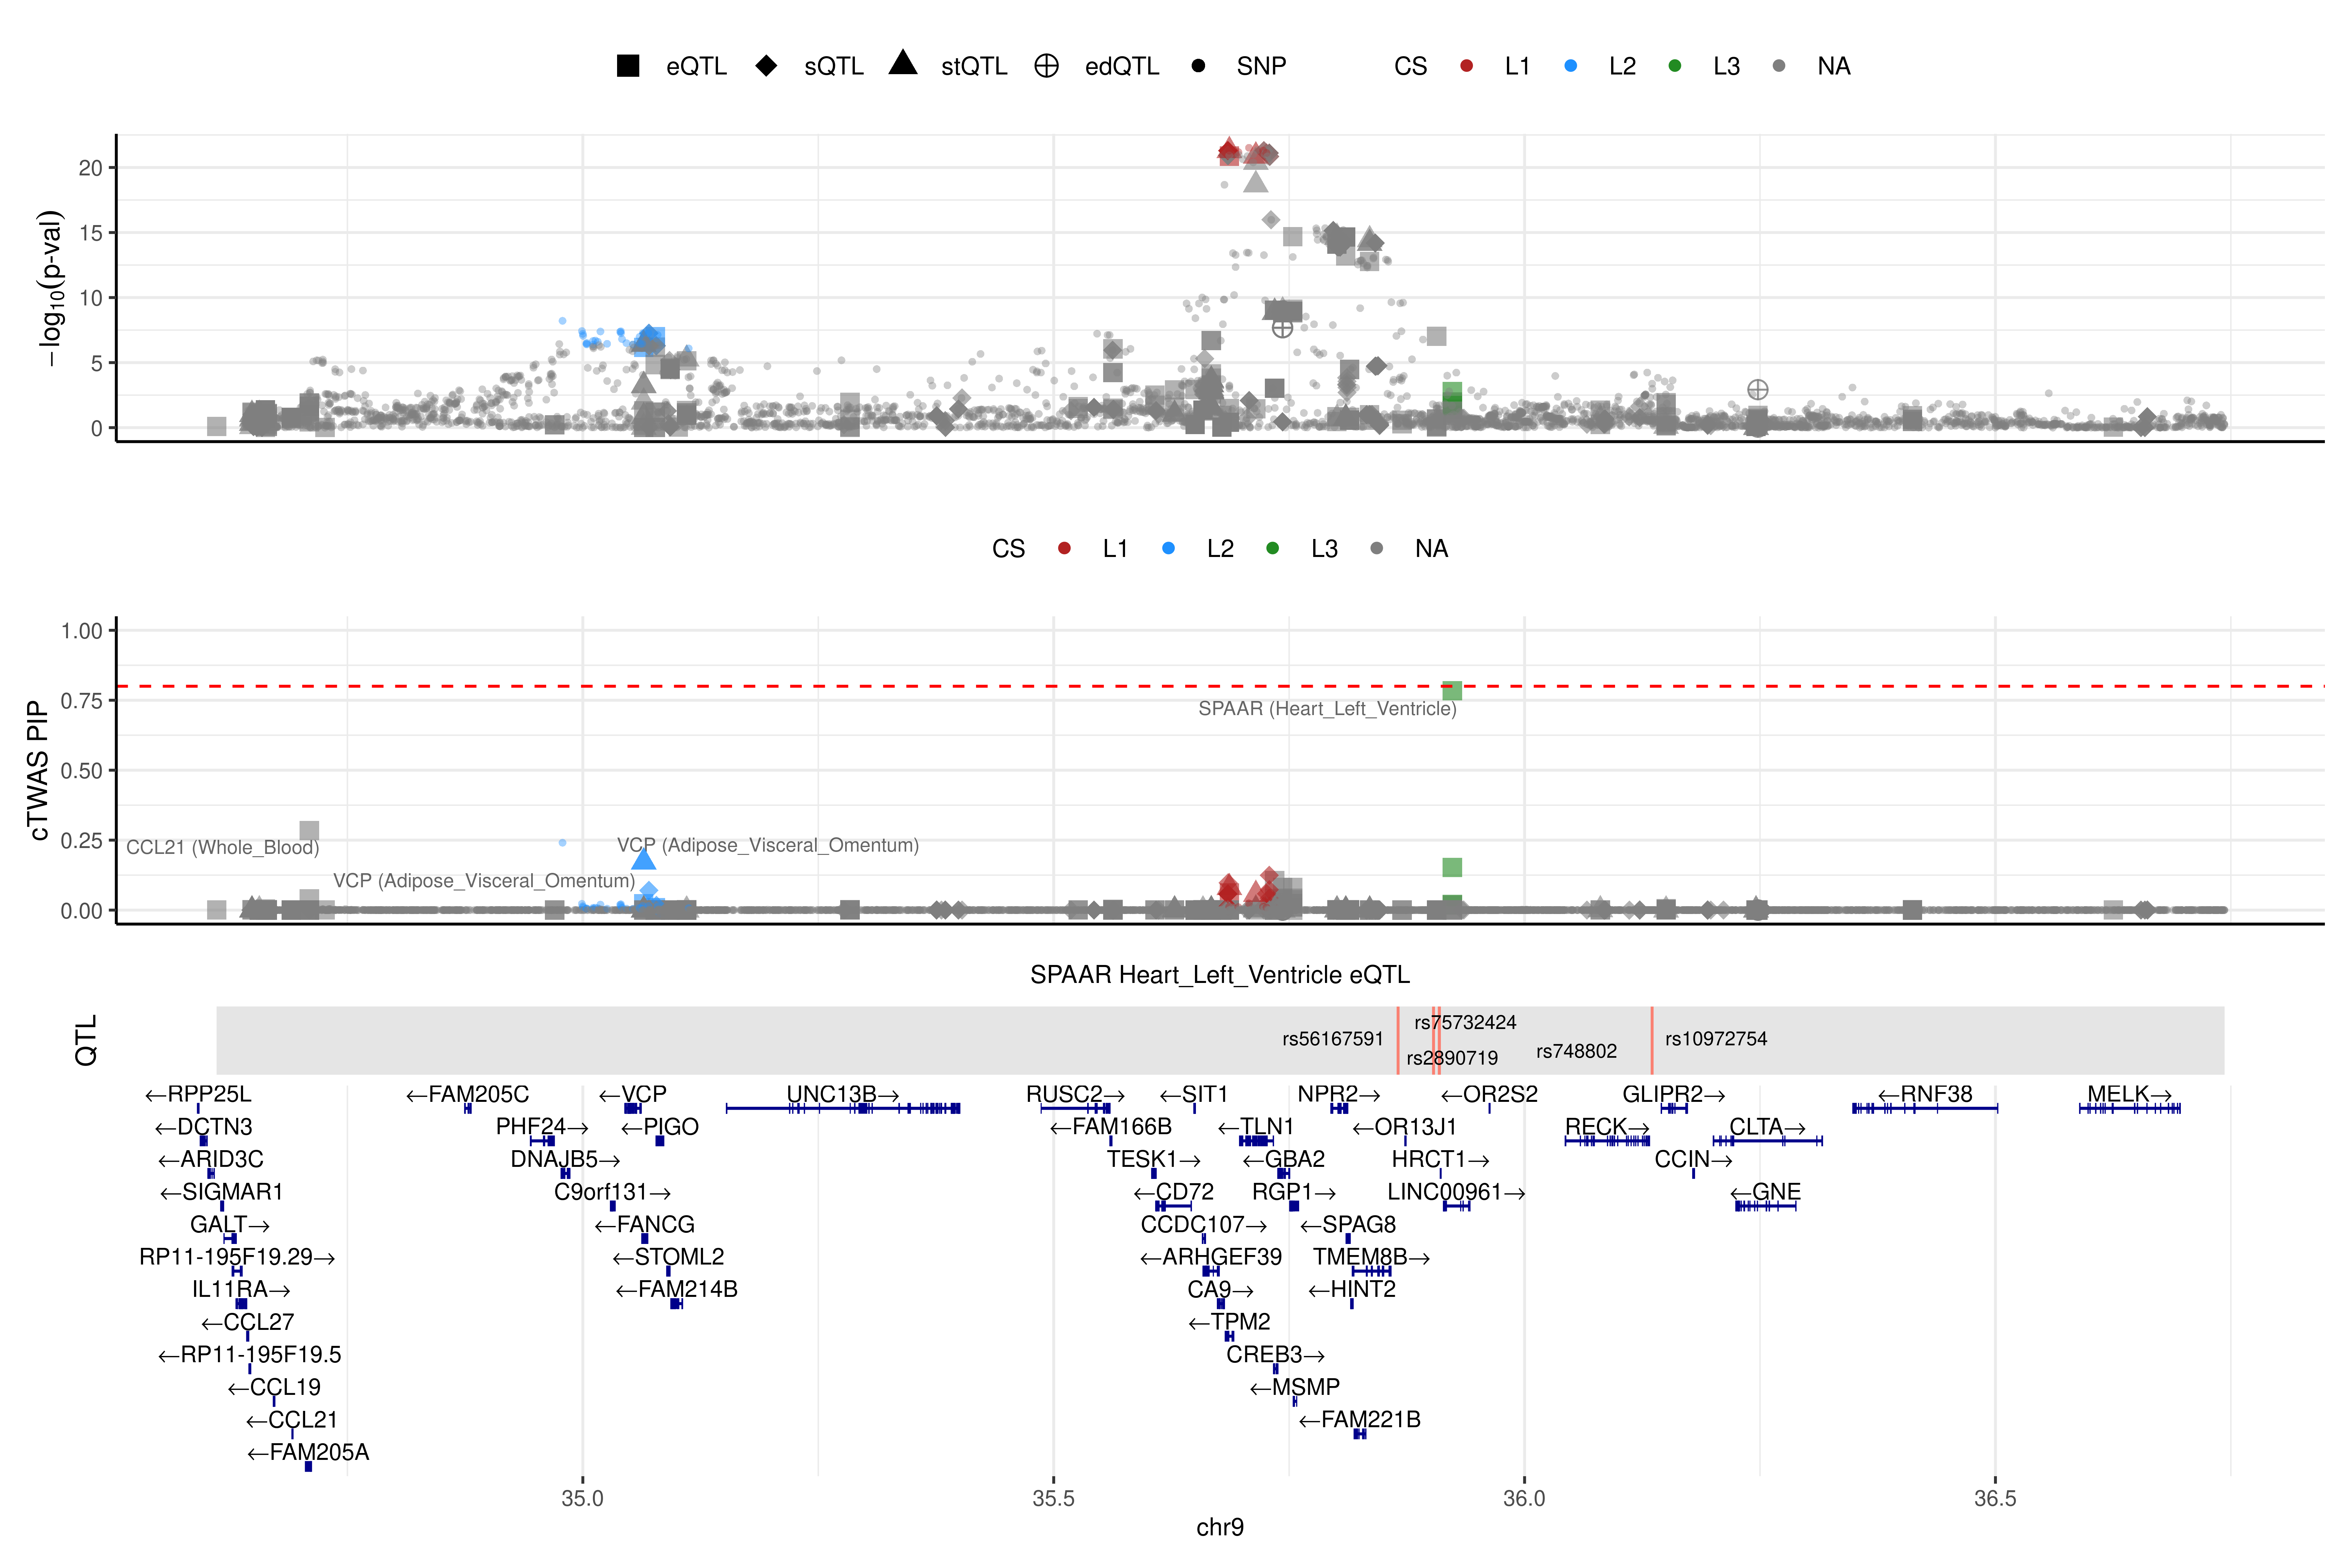 eQTL sQTL stQTL edQTL SNP CS L1 L2 L3 NA
−log10(p-val)
20
15
10
5
0
CS L1 L2 L3 NA
cTWAS PIP
1.00
0.75
0.50
0.25
0.00
SPAAR (Heart_Left_Ventricle)
CCL21 (Whole_Blood)
VCP (Adipose_Visceral_Omentum)
VCP (Adipose_Visceral_Omentum)
SPAAR Heart_Left_Ventricle eQTL
QTL
rs56167591
rs75732424
rs2890719
rs748802
rs10972754
←RPP25L ←FAM205C ←VCP UNC13B→ RUSC2→ ←SIT1 NPR2→ ←OR2S2 GLIPR2→ ←RNF38 MELK→
←DCTN3 PHF24→ ←PIGO ←FAM166B ←TLN1 ←OR13J1 RECK→ CLTA→
←ARID3C DNAJB5→ TESK1→ ←GBA2 HRCT1→ CCIN→
←SIGMAR1 C9orf131→ ←CD72 RGP1→ LINC00961→ ←GNE
GALT→ ←FANCG CCDC107→ ←SPAG8
RP11-195F19.29→ ←STOML2 ←ARHGEF39 TMEM8B→
IL11RA→ ←FAM214B CA9→ ←HINT2
←CCL27 ←TPM2
←RP11-195F19.5 CREB3→
←CCL19 ←MSMP
←CCL21 ←FAM221B
←FAM205A
35.0 35.5 36.0 36.5
chr9